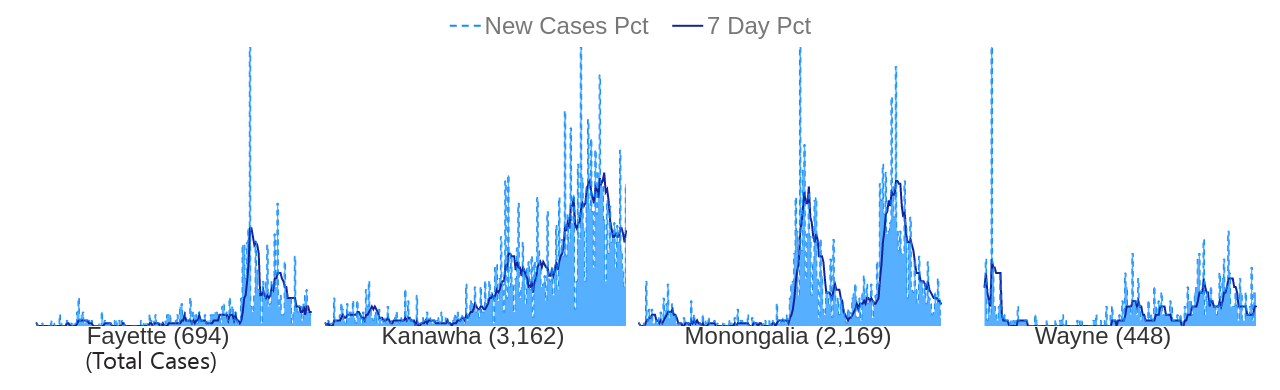 New Cases Pct 7 Day Pct
Fayette (694) Kanawha (3,162) Monongalia (2,169) Wayne (448)
(Total Cases)